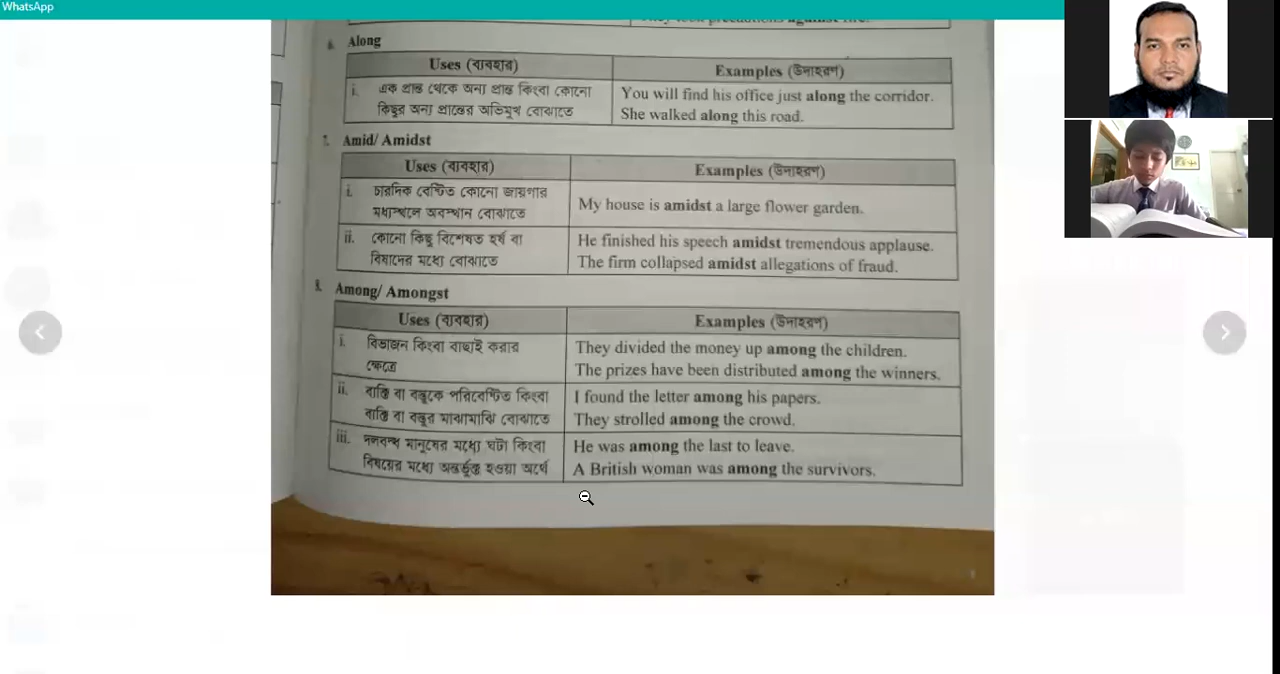 WhatsApp
against
6. Along
Uses (ব্যবহার) Examples (উদাহরণ)
i. এক প্রান্ত থেকে অন্য প্রান্ত কিংবা কোনো You will find his office just along the corridor.
কিছুর অন্য প্রান্তের অভিমুখ বোঝাতে She walked along this road.
7. Amid/ Amidst
Uses (ব্যবহার) Examples (উদাহরণ)
i. চারদিক বেষ্টিত কোনো জায়গার
মধ্যস্থলে অবস্থান বোঝাতে My house is amidst a large flower garden.
ii. কোনো কিছু বিশেষত হর্ষ বা He finished his speech amidst tremendous applause.
বিষাদের মধ্যে বোঝাতে The firm collapsed amidst allegations of fraud.
8. Among/ Amongst
Uses (ব্যবহার) Examples (উদাহরণ)
i. বিভাজন কিংবা বাছাই করার They divided the money up among the children.
ক্ষেত্রে The prizes have been distributed among the winners.
ii. ব্যক্তি বা বস্তুকে পরিবেষ্টিত কিংবা I found the letter among his papers.
ব্যক্তি বা বস্তুর মাঝামাঝি বোঝাতে They strolled among the crowd.
iii. দলবদ্ধ মানুষের মধ্যে ঘটা কিংবা He was among the last to leave.
বিষয়ের মধ্যে অন্তর্ভুক্ত হওয়া অর্থে A British woman was among the survivors.